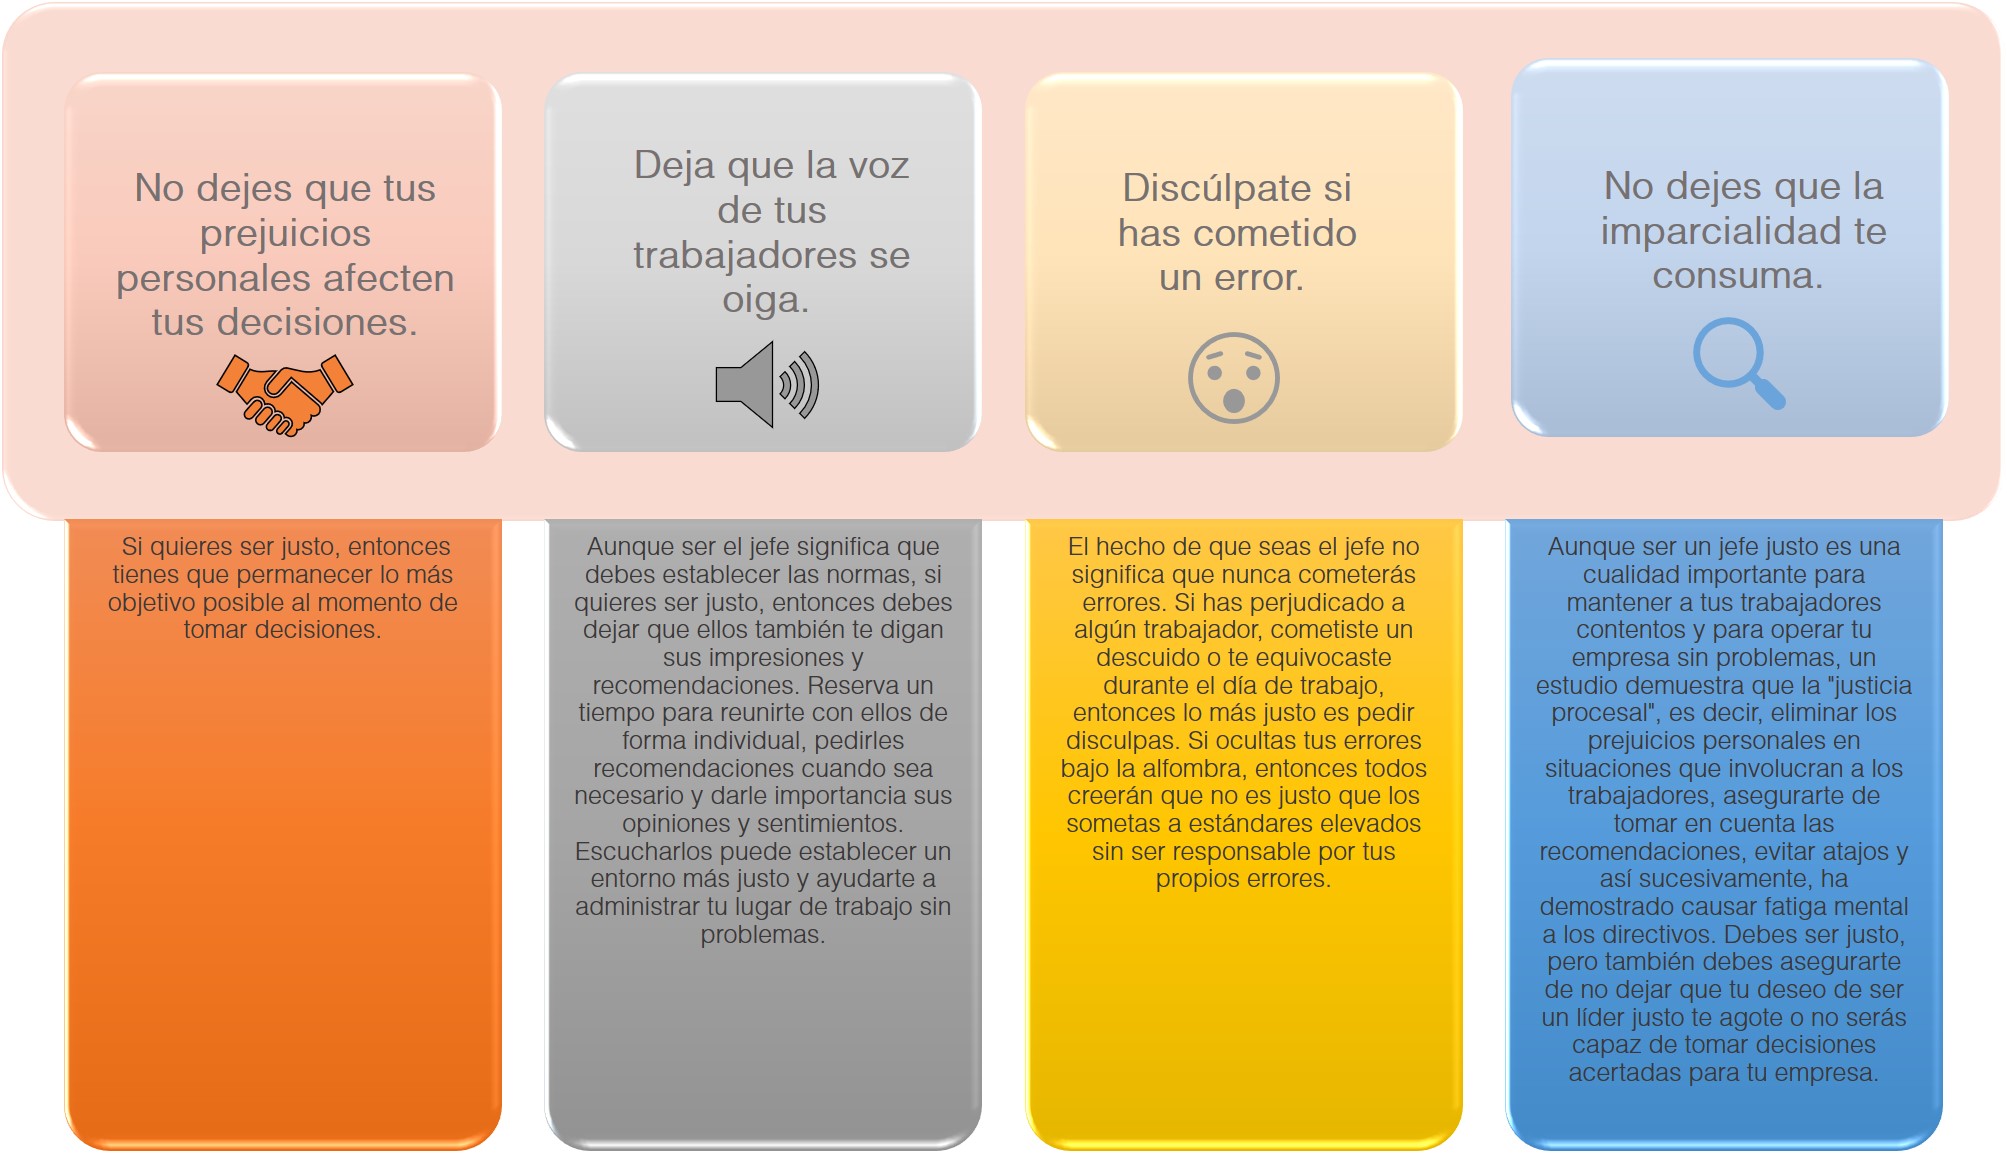 No dejes que tus
prejuicios
personales afecten
tus decisiones.
Deja que la voz
de tus
trabajadores se
oiga.
Discúlpate si
has cometido
un error.
No dejes que la
imparcialidad te
consuma.
Si quieres ser justo, entonces
tienes que permanecer lo más
objetivo posible al momento de
tomar decisiones.
Aunque ser el jefe significa que
debes establecer las normas, si
quieres ser justo, entonces debes
dejar que ellos también te digan
sus impresiones y
recomendaciones. Reserva un
tiempo para reunirte con ellos de
forma individual, pedirles
recomendaciones cuando sea
necesario y darle importancia sus
opiniones y sentimientos.
Escucharlos puede establecer un
entorno más justo y ayudarte a
administrar tu lugar de trabajo sin
problemas.
El hecho de que seas el jefe no
significa que nunca cometerás
errores. Si has perjudicado a
algún trabajador, cometiste un
descuido o te equivocaste
durante el día de trabajo,
entonces lo más justo es pedir
disculpas. Si ocultas tus errores
bajo la alfombra, entonces todos
creerán que no es justo que los
sometas a estándares elevados
sin ser responsable por tus
propios errores.
Aunque ser un jefe justo es una
cualidad importante para
mantener a tus trabajadores
contentos y para operar tu
empresa sin problemas, un
estudio demuestra que la "justicia
procesal", es decir, eliminar los
prejuicios personales en
situaciones que involucran a los
trabajadores, asegurarte de
tomar en cuenta las
recomendaciones, evitar atajos y
así sucesivamente, ha
demostrado causar fatiga mental
a los directivos. Debes ser justo,
pero también debes asegurarte
de no dejar que tu deseo de ser
un líder justo te agote o no serás
capaz de tomar decisiones
acertadas para tu empresa.